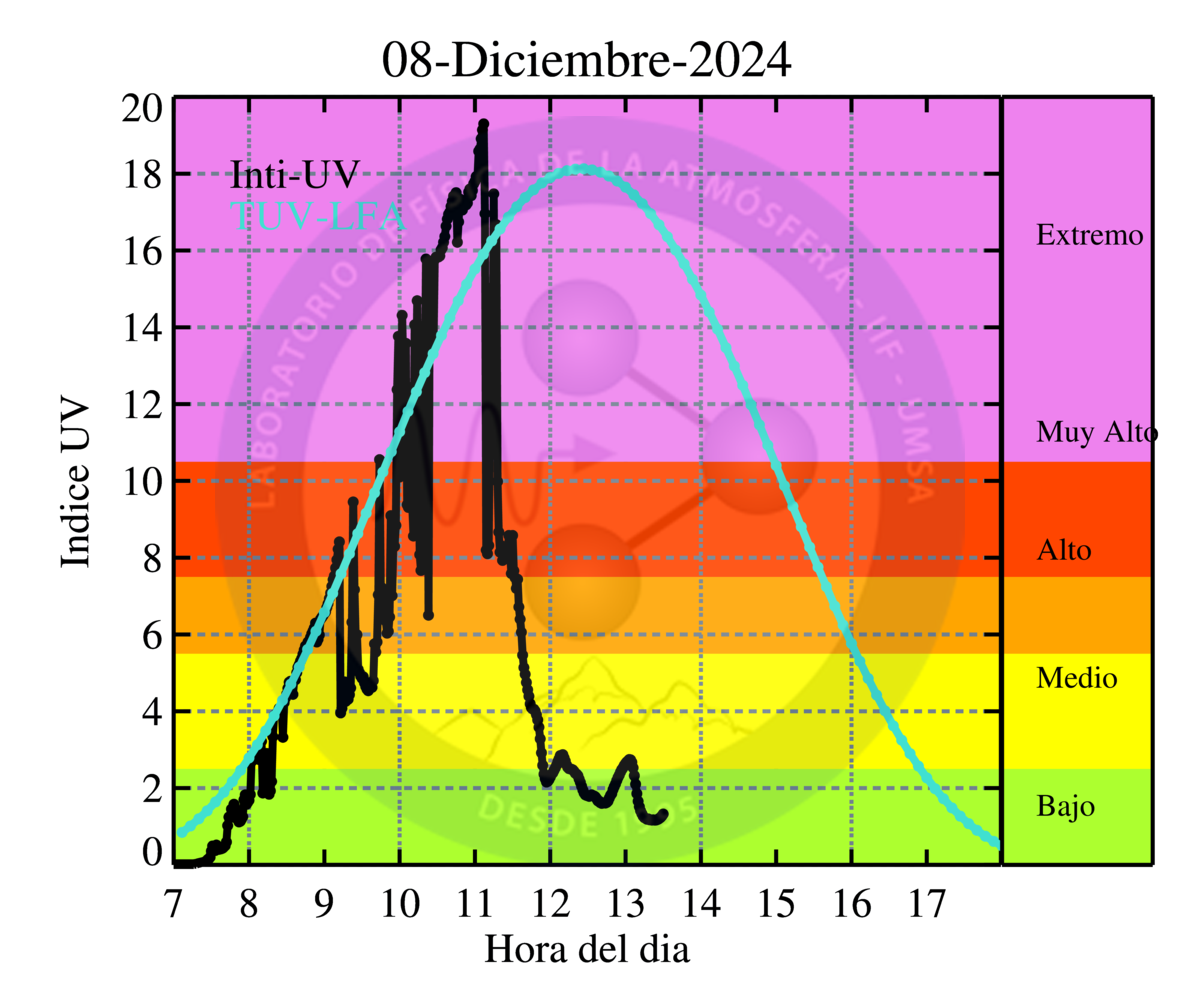 08-Diciembre-2024
20
18
16
14
12
10
8
6
4
2
0
Indice UV
Inti-UV
TUV-LFA
LABORATORIO DE FÍSICA DE LA ATMÓSFERA - IIF - UMSA
DESDE 1995
Extremo
Muy Alto
Alto
Medio
Bajo
7 8 9 10 11 12 13 14 15 16 17
Hora del dia